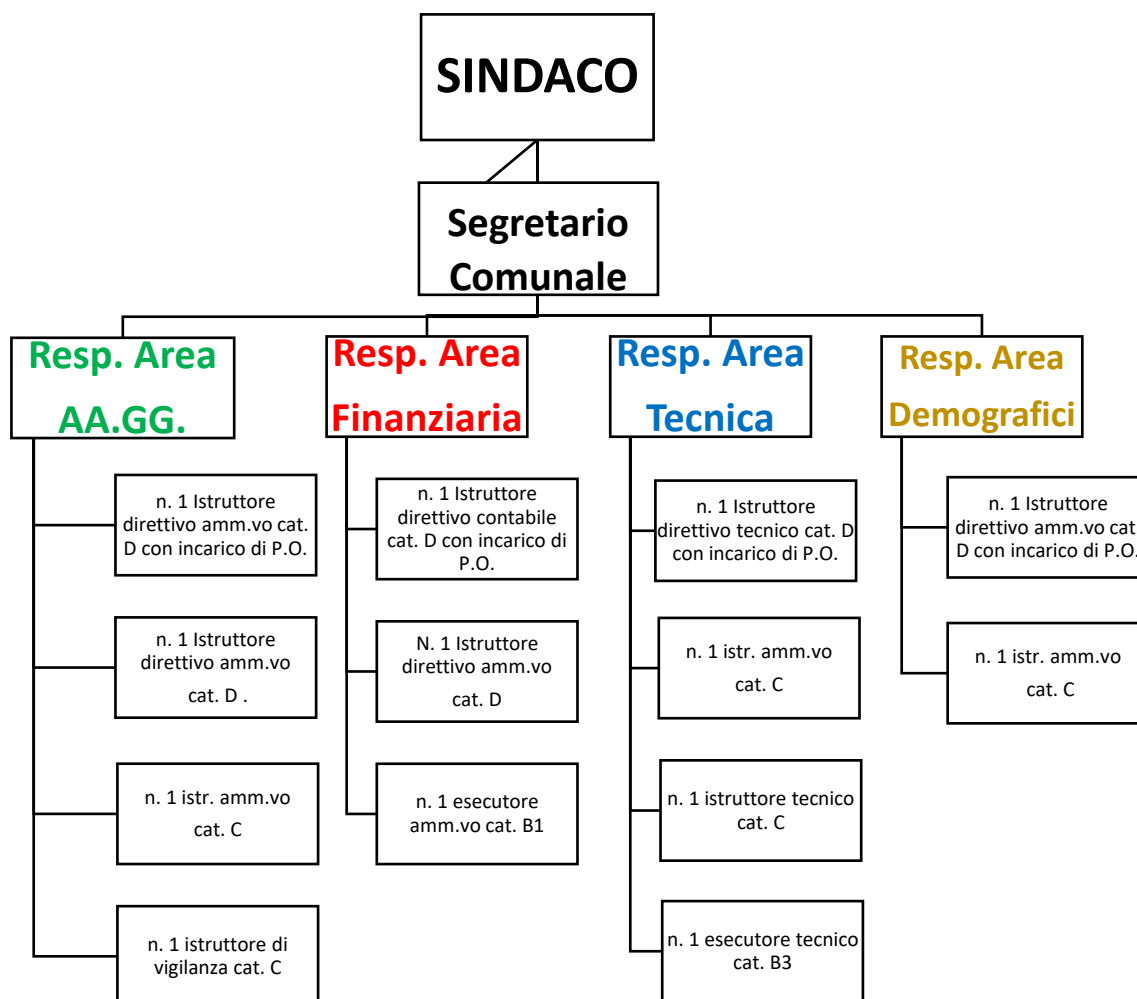 SINDACO
Segretario
Comunale
Resp. Area
AA.GG.
Resp. Area
Finanziaria
Resp. Area
Tecnica
Resp. Area
Demografici
n. 1 Istruttore
direttivo amm.vo cat.
D con incarico di P.O.
n. 1 Istruttore
direttivo amm.vo
cat. D .
n. 1 istr. amm.vo
cat. C
n. 1 istruttore di
vigilanza cat. C
n. 1 Istruttore
direttivo contabile
cat. D con incarico di
P.O.
N. 1 Istruttore
direttivo amm.vo
cat. D
n. 1 esecutore
amm.vo cat. B1
n. 1 Istruttore
direttivo tecnico cat. D
con incarico di P.O.
n. 1 istr. amm.vo
cat. C
n. 1 istruttore tecnico
cat. C
n. 1 esecutore tecnico
cat. B3
n. 1 Istruttore
direttivo amm.vo cat.
D con incarico di P.O.
n. 1 istr. amm.vo
cat. C